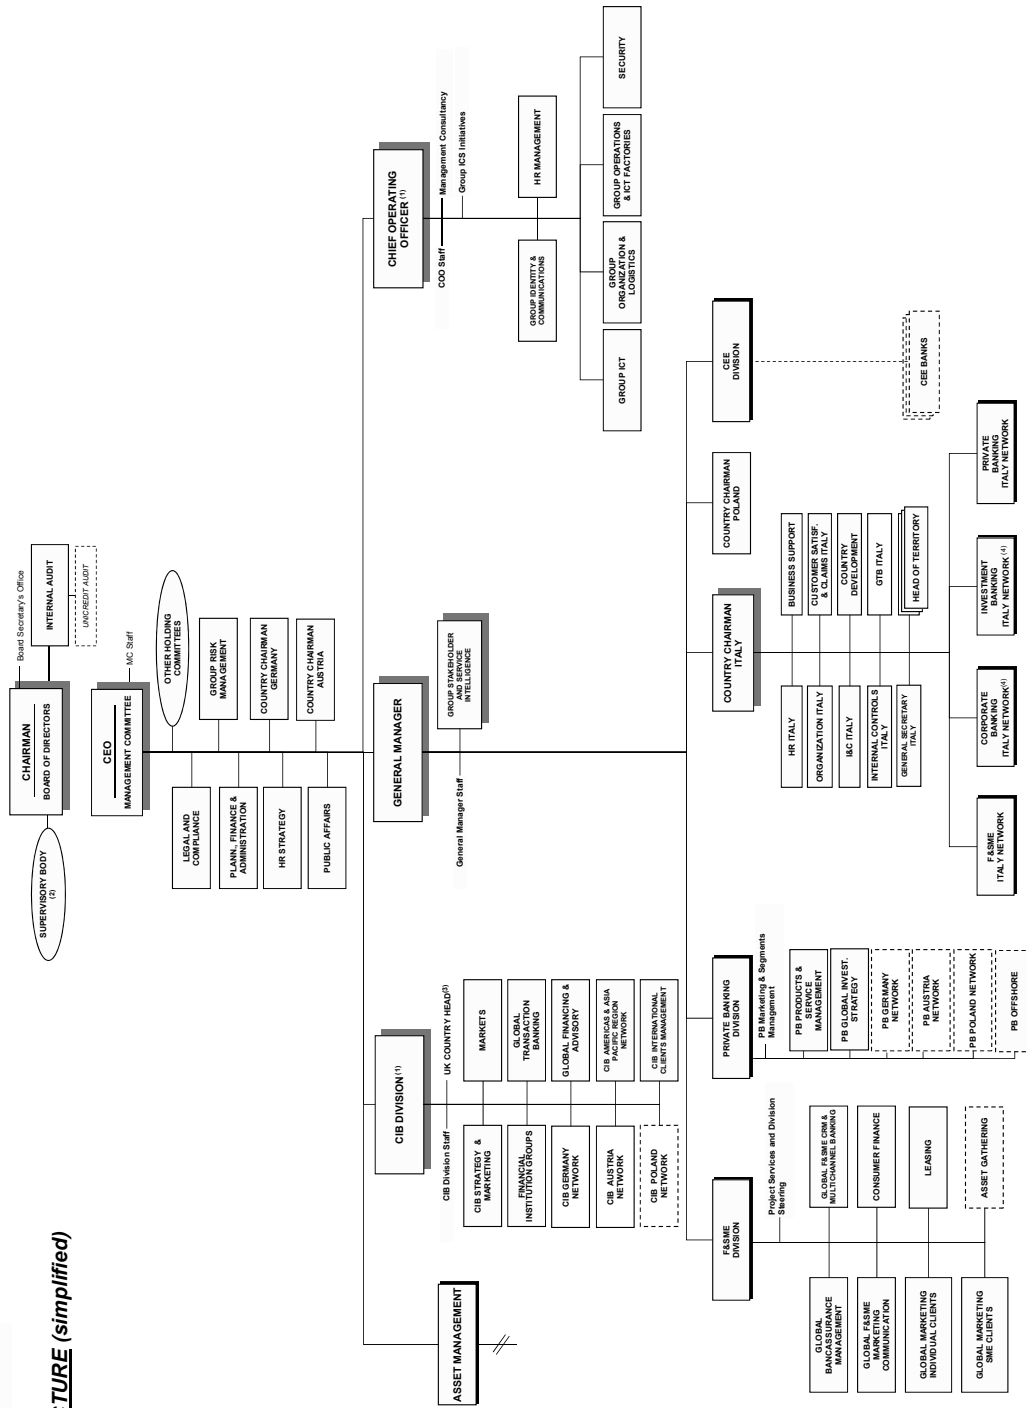 TURE (simplified)
Board Secretary's Office
CHAIRMAN
BOARD OF DIRECTORS
SUPERVISORY BODY
(2)
INTERNAL AUDIT
UNICREDIT AUDIT
CEO
MANAGEMENT COMMITTEE
MC Staff
OTHER HOLDING
COMMITTEES
LEGAL AND
COMPLIANCE
GROUP RISK
MANAGEMENT
PLANN., FINANCE &
ADMINISTRATION
COUNTRY CHAIRMAN
GERMANY
HR STRATEGY
COUNTRY CHAIRMAN
AUSTRIA
PUBLIC AFFAIRS
ASSET MANAGEMENT
CIB DIVISION (1)
CIB Division Staff
UK COUNTRY HEAD(3)
CIB STRATEGY &
MARKETING
MARKETS
FINANCIAL
INSTITUTION GROUPS
GLOBAL
TRANSACTION
BANKING
CIB GERMANY
NETWORK
GLOBAL FINANCING &
ADVISORY
CIB AUSTRIA
NETWORK
CIB AMERICAS & ASIA
PACIFIC REGION
NETWORK
CIB POLAND
NETWORK
CIB INTERNATIONAL
CLIENTS MANAGEMENT
GENERAL MANAGER
General Manager Staff
GROUP STAKEHOLDER
AND SERVICE
INTELLIGENCE
CHIEF OPERATING
OFFICER (1)
COO Staff
Management Consultancy
Group ICS Initiatives
GROUP IDENTITY &
COMMUNICATIONS
HR MANAGEMENT
GROUP ICT
GROUP
ORGANIZATION &
LOGISTICS
GROUP OPERATIONS
& ICT FACTORIES
SECURITY
F&SME
DIVISION
Project Services and Division
Steering
GLOBAL
BANCASSURANCE
MANAGEMENT
GLOBAL F&SME CRM &
MULTICHANNEL BANKING
GLOBAL F&SME
MARKETING
COMMUNICATION
CONSUMER FINANCE
GLOBAL MARKETING
INDIVIDUAL CLIENTS
LEASING
GLOBAL MARKETING
SME CLIENTS
ASSET GATHERING
PRIVATE BANKING
DIVISION
PB Marketing & Segments
Management
PB PRODUCTS &
SERVICE
MANAGEMENT
PB GLOBAL INVEST.
STRATEGY
PB GERMANY
NETWORK
PB AUSTRIA
NETWORK
PB POLAND NETWORK
PB OFFSHORE
COUNTRY CHAIRMAN
ITALY
HR ITALY
BUSINESS SUPPORT
ORGANIZATION ITALY
CUSTOMER SATISF.
& CLAIMS ITALY
I&C ITALY
COUNTRY
DEVELOPMENT
INTERNAL CONTROLS
ITALY
GTB ITALY
GENERAL SECRETARY
ITALY
HEAD OF TERRITORY
F&SME
ITALY NETWORK
CORPORATE
BANKING
ITALY NETWORK(4)
INVESTMENT
BANKING
ITALY NETWORK (4)
PRIVATE
BANKING
ITALY NETWORK
COUNTRY CHAIRMAN
POLAND
CEE
DIVISION
CEE BANKS